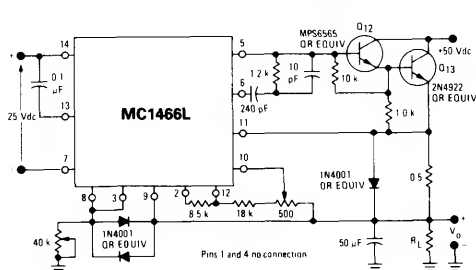 MPS6565
OR EQUIV
Q12
+50 Vdc
Q13
2N4922
OR EQUIV
14
5
1.2 k
10
pF
10 k
6
240 pF
1.0 k
0.1
µF
+
25 Vdc
13
MC1466L
11
10
7
8
3
9
2
12
8.5 k
18 k
500
1N4001
OR EQUIV
0.5
40 k
1N4001
OR EQUIV
50 µF
RL
+
Vo
Pins 1 and 4 no connection